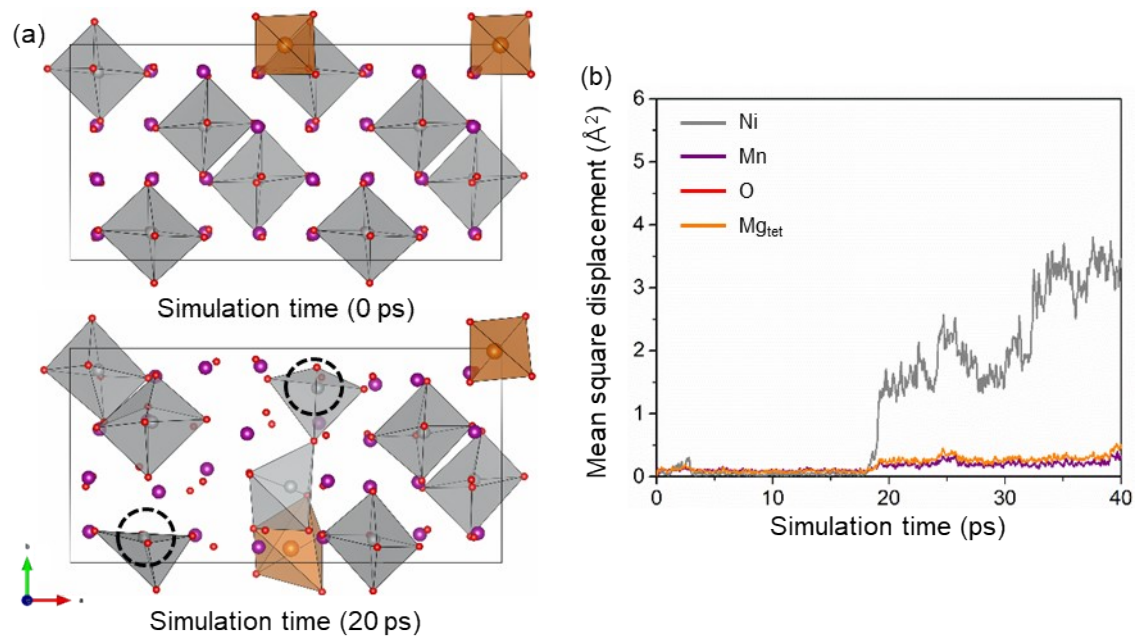 (a)
Simulation time (0 ps)
Simulation time (20 ps)
b
a
(b)
Mean square displacement (Å²)
6
5
4
3
2
1
0
Ni
Mn
O
Mgtet
0
10
20
30
40
Simulation time (ps)